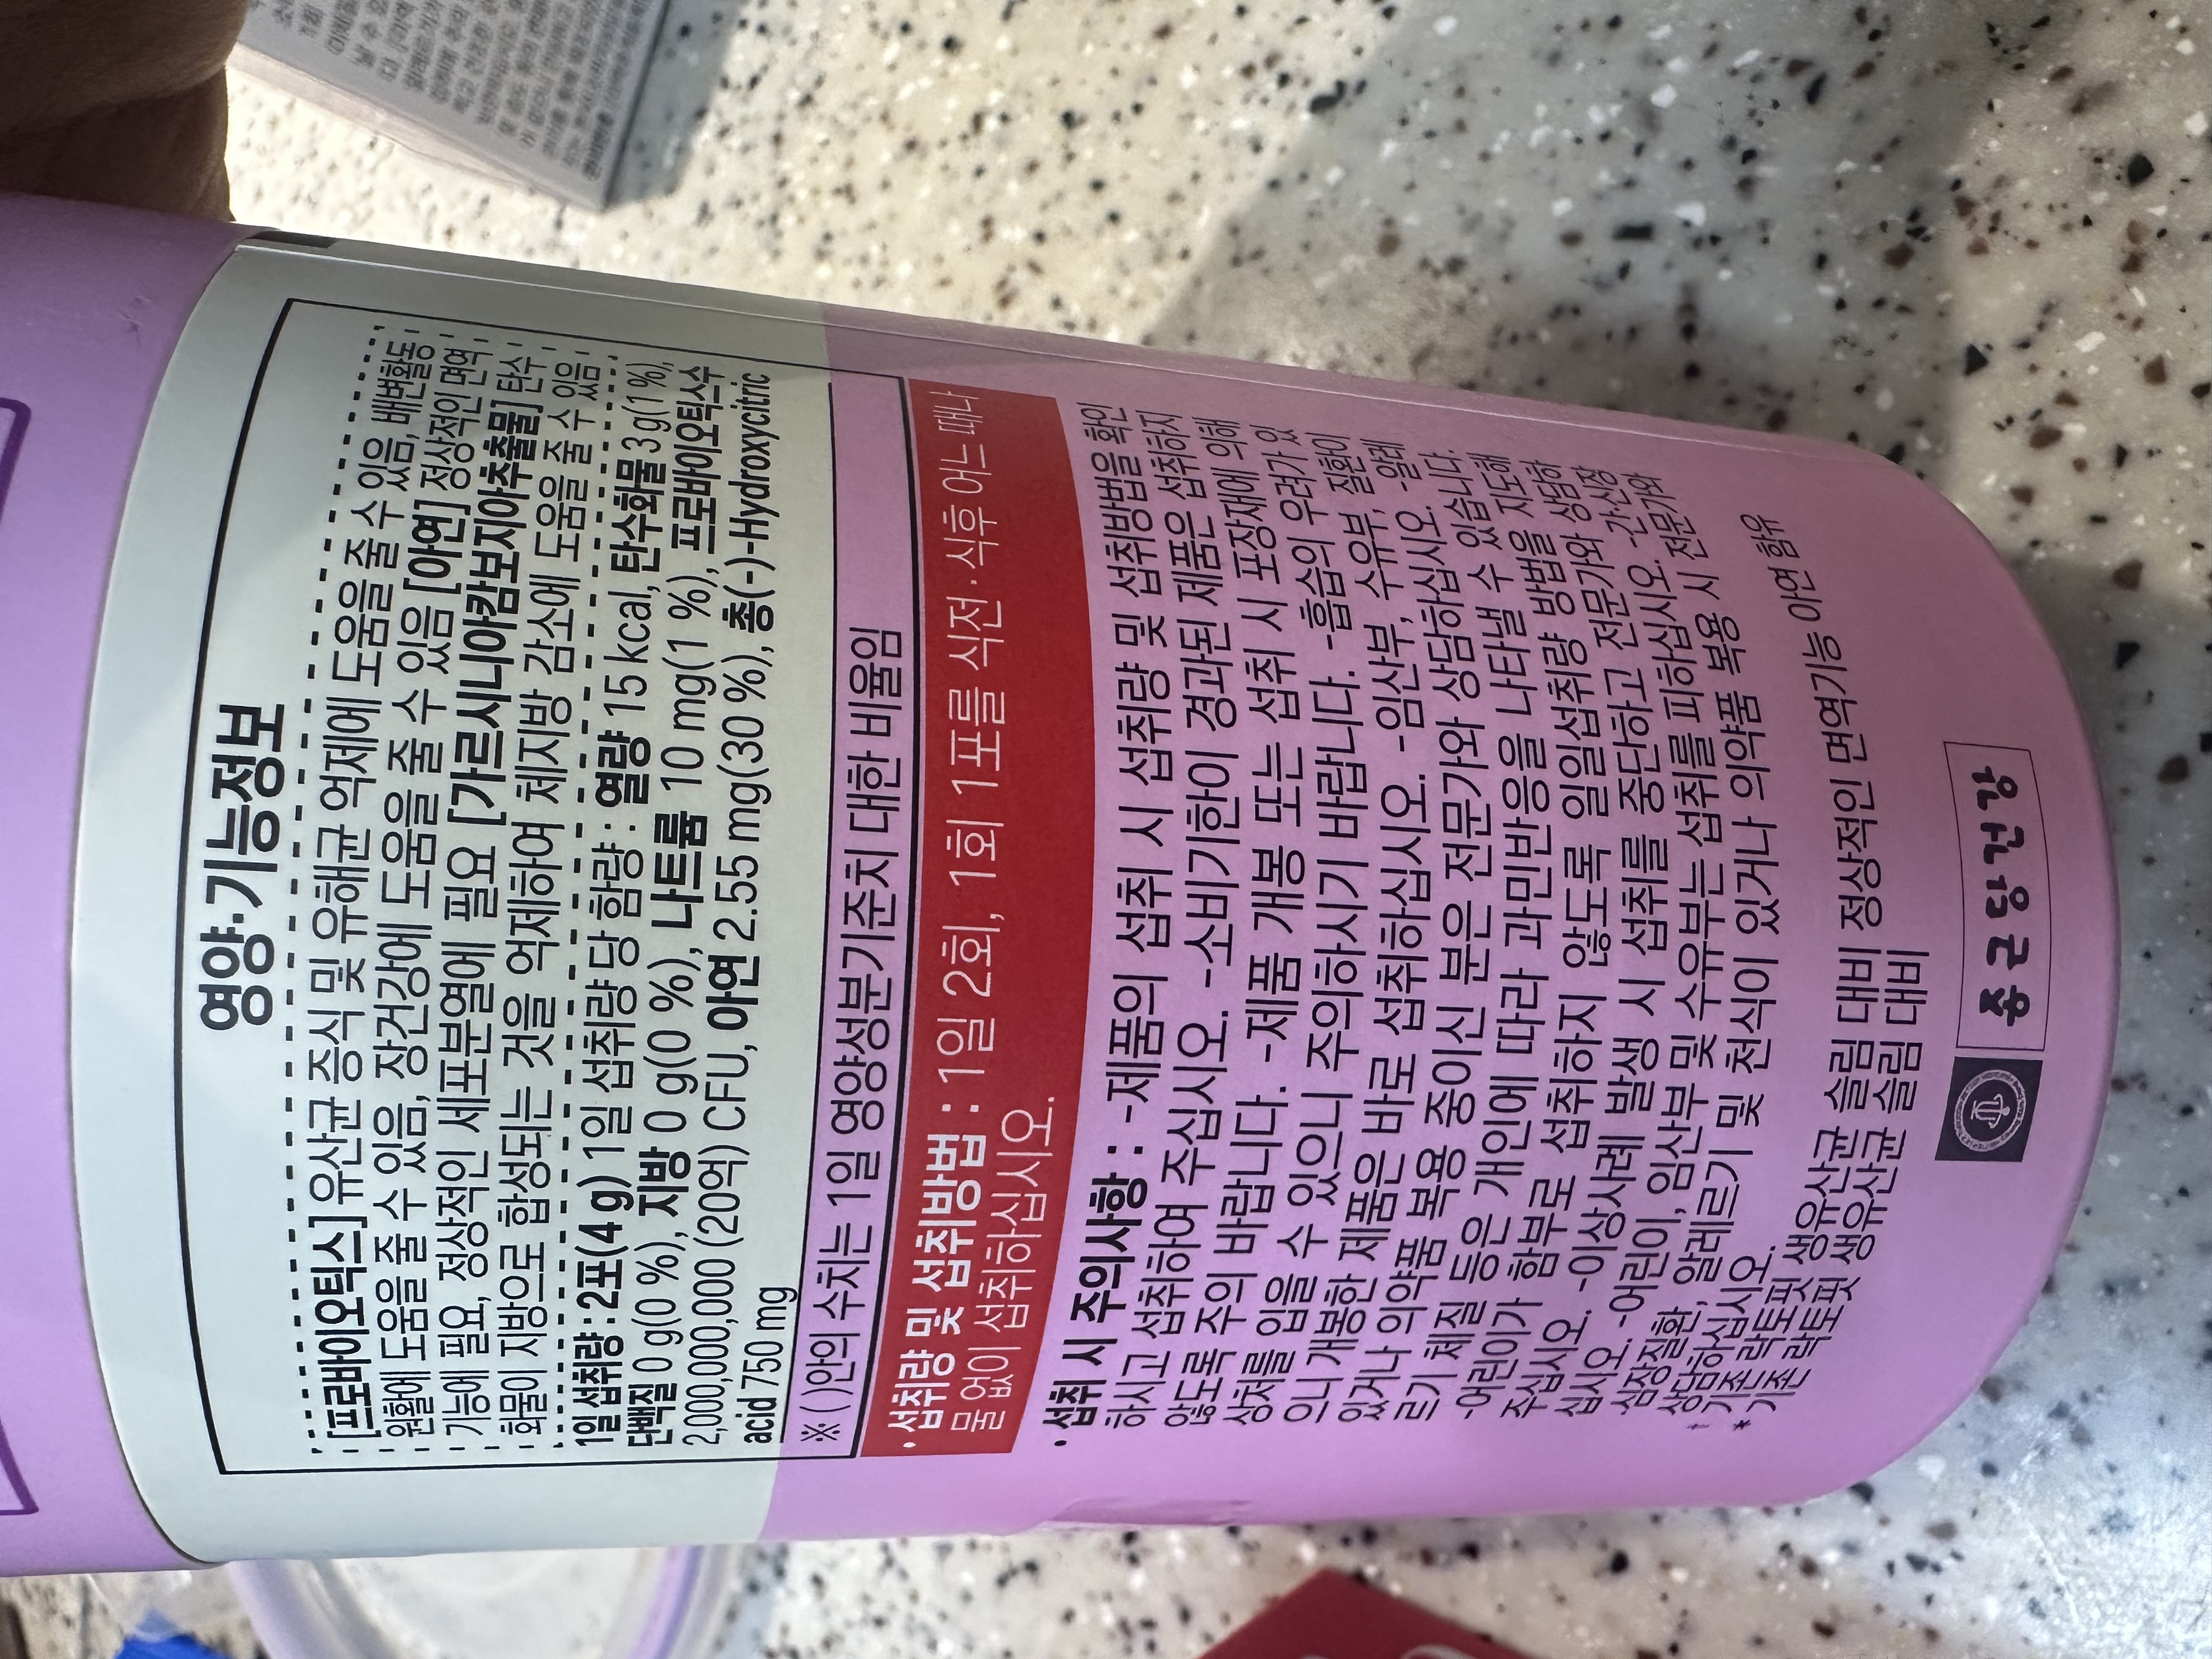 영양·기능정보
[프로바이오틱스] 유산균 증식 및 유해균 억제에 도움을 줄 수 있음, 배변활동
원활에 도움을 줄 수 있음, 장건강에 도움을 줄 수 있음 [아연] 정상적인 면역
기능에 필요, 정상적인 세포분열에 필요 [가르시니아캄보지아추출물] 탄수
화물이 지방으로 합성되는 것을 억제하여 체지방 감소에 도움을 줄 수 있음
1일 섭취량 : 2포(4 g) 1일 섭취량 당 함량 : 열량 15 kcal, 탄수화물 3 g(1 %),
단백질 0 g(0 %), 지방 0 g(0 %), 나트륨 10 mg(1 %), 프로바이오틱스수
2,000,000,000 (20억) CFU, 아연 2.55 mg(30 %), 총(-)-Hydroxycitric
acid 750 mg
※ ( )안의 수치는 1일 영양성분기준치 대한 비율임
· 섭취량 및 섭취방법 : 1일 2회, 1회 1포를 식전·식후 어느 때나
물 없이 섭취하십시오.
· 섭취 시 주의사항 : -제품의 섭취 시 섭취량 및 섭취방법을 확인
하시고 섭취하여 주십시오. -소비기한이 경과된 제품은 섭취하지
않도록 주의 바랍니다. -제품 개봉 또는 섭취 시 포장재에 의해
상처를 입을 수 있으니 주의하시기 바랍니다. -흡습의 우려가 있
으니 개봉한 제품은 바로 섭취하십시오. -임산부, 수유부, 질환이
있거나 의약품 복용 중이신 분은 전문가와 상담하십시오. -알레
르기 체질 등은 개인에 따라 과민반응을 나타낼 수 있습니다.
-어린이가 함부로 섭취하지 않도록 일일섭취량 방법을 지도해
주십시오. -이상사례 발생 시 섭취를 중단하고 전문가와 상담하
십시오. -어린이, 임산부 및 수유부는 섭취를 피하십시오. -간·신장·
심장질환, 알레르기 및 천식이 있거나 의약품 복용 시 전문가와
상담하십시오.
† 기존 락토핏 생유산균 슬림 대비 정상적인 면역기능 아연 함유
* 기존 락토핏 생유산균 슬림 대비
종근당건강